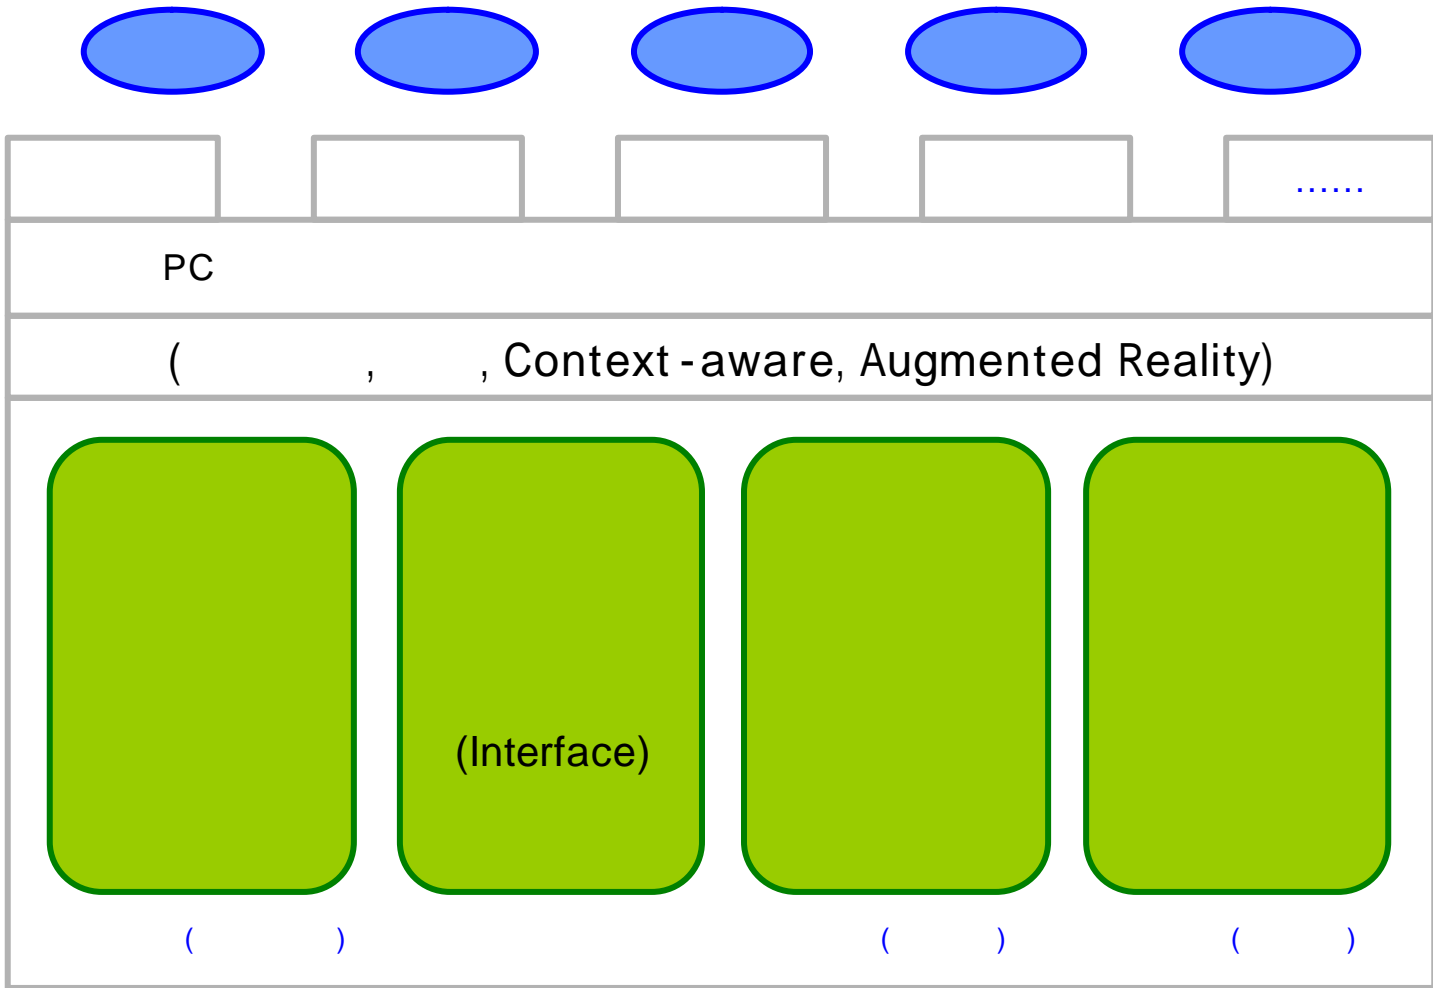 ......
PC
( , , Context-aware, Augmented Reality)
(Interface)
( ) ( ) ( )